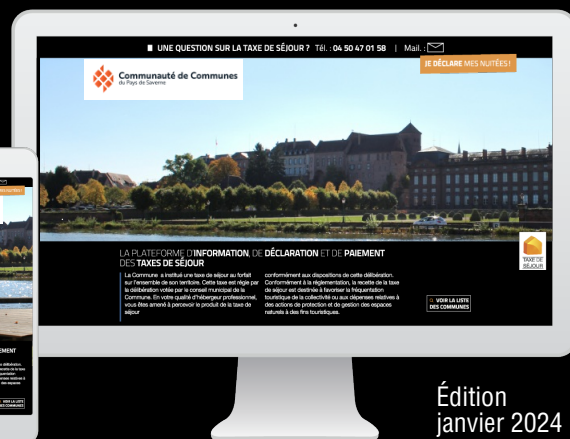 UNE QUESTION SUR LA TAXE DE SÉJOUR ? Tél. : 04 50 47 01 58 | Mail. :
JE DÉCLARE MES NUITÉES !
Communauté de Communes
du Pays de Saverne
LA PLATEFORME D'INFORMATION, DE DÉCLARATION ET DE PAIEMENT
DES TAXES DE SÉJOUR
La Commune a institué une taxe de séjour au forfait
sur l'ensemble de son territoire. Cette taxe est régie par
la délibération votée par le conseil municipal de la
Commune. En votre qualité d'hébergeur professionnel,
vous êtes amené à percevoir le produit de la taxe de
séjour
conformément aux dispositions de cette délibération.
Conformément à la réglementation, la recette de la taxe
de séjour est destinée à favoriser la fréquentation
touristique de la collectivité ou aux dépenses relatives à
des actions de protection et de gestion des espaces
naturels à des fins touristiques.
TAXE DE
SÉJOUR
VOIR LA LISTE
DES COMMUNES
Édition
janvier 2024